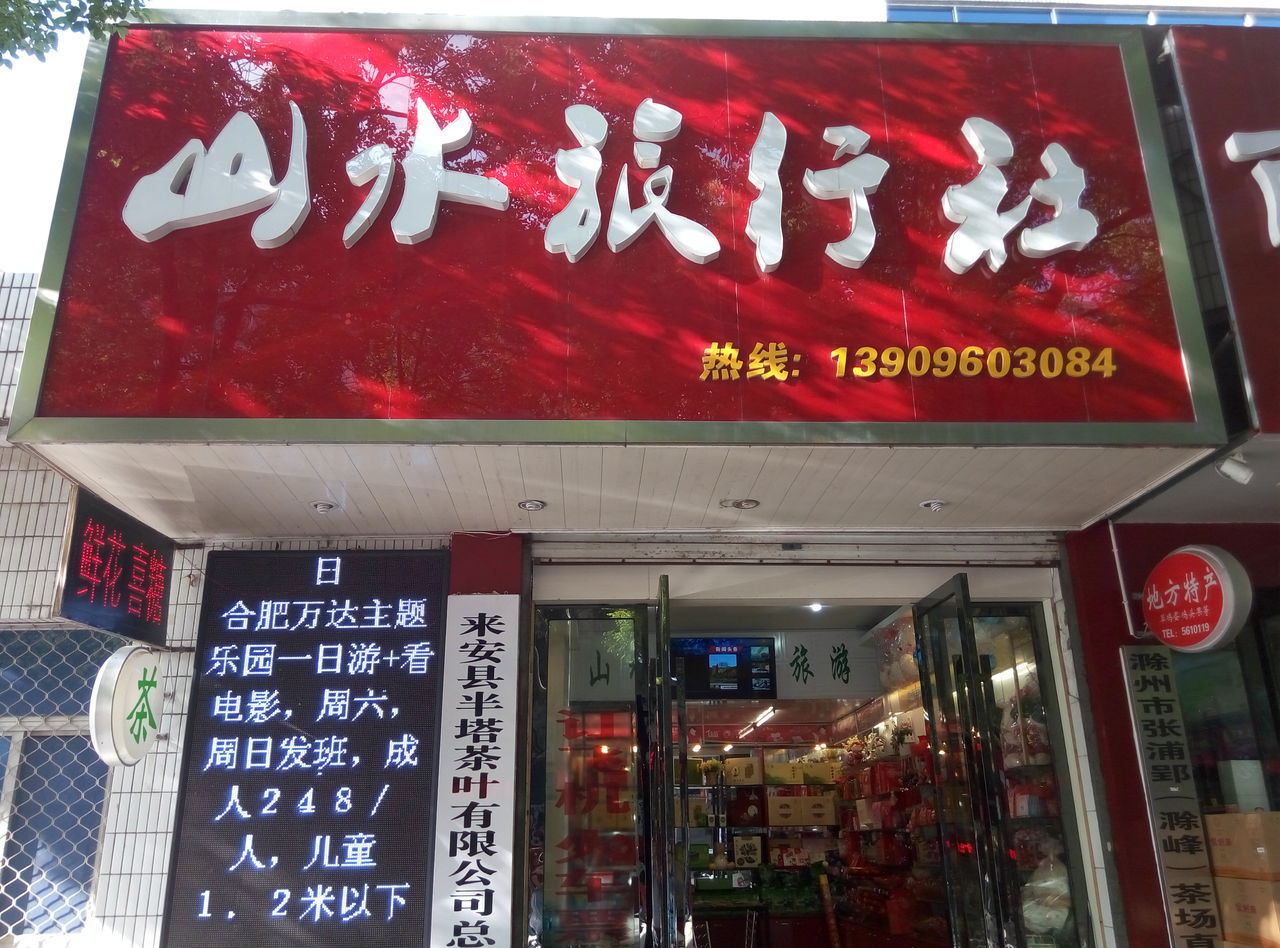 山水旅行社
热线: 13909603084
鲜花喜糖
茶
日
合肥万达主题
乐园一日游+看
电影，周六，
周日发班，成
人248/
人，儿童
1．2米以下
来安县半塔茶叶有限公司总
山
旅游
地方特产
TEL: 5610119
滁州市张浦郢（滁峰）茶场